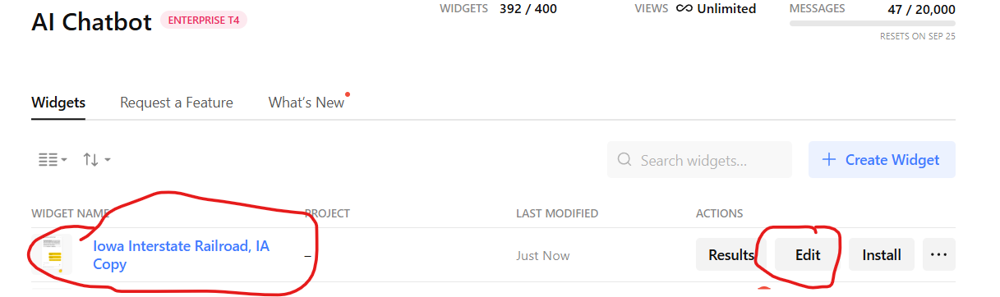 AI Chatbot ENTERPRISE T4 WIDGETS 392 / 400 VIEWS ∞ Unlimited MESSAGES 47 / 20,000
RESETS ON SEP 25
Widgets Request a Feature What's New
Search widgets... + Create Widget
WIDGET NAME PROJECT LAST MODIFIED ACTIONS
Iowa Interstate Railroad, IA
Copy – Just Now Results Edit Install ...